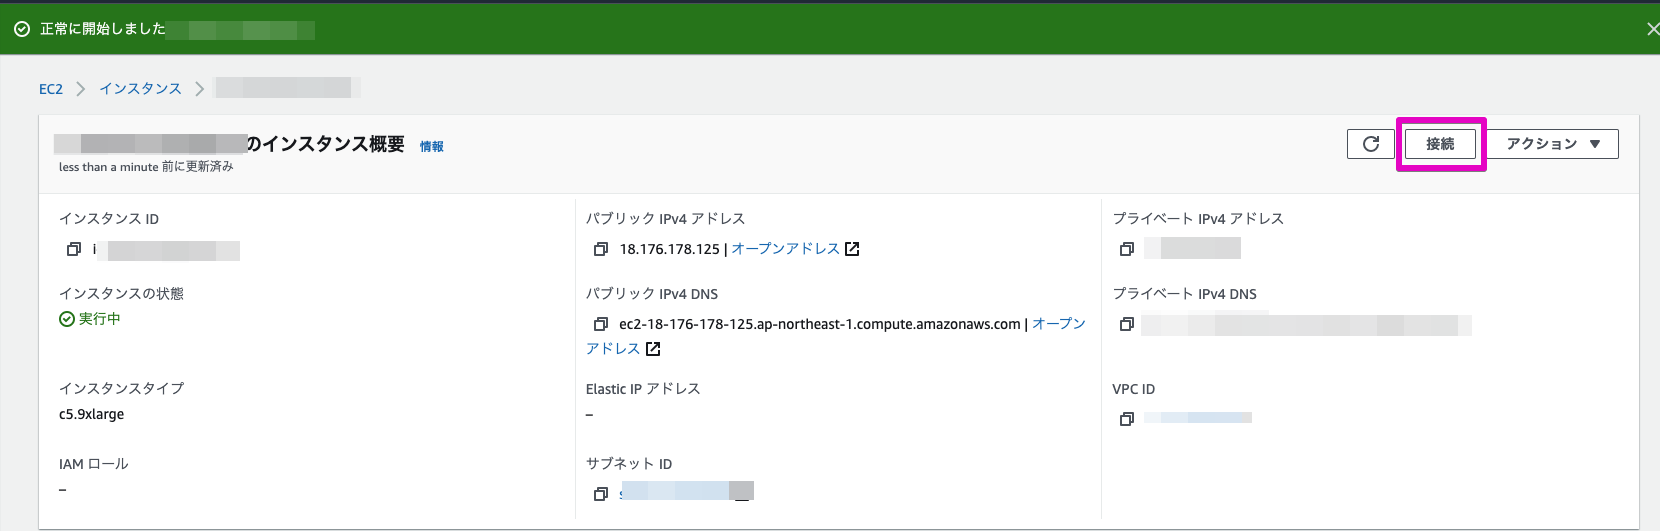 正常に開始しました
EC2 インスタンス
のインスタンス概要 情報
接続
アクション
less than a minute 前に更新済み
インスタンス ID
i
インスタンスの状態
実行中
インスタンスタイプ
c5.9xlarge
IAM ロール
–
パブリック IPv4 アドレス
18.176.178.125 | オープンアドレス
パブリック IPv4 DNS
ec2-18-176-178-125.ap-northeast-1.compute.amazonaws.com | オープン
アドレス
Elastic IP アドレス
–
サブネット ID
プライベート IPv4 アドレス
プライベート IPv4 DNS
VPC ID